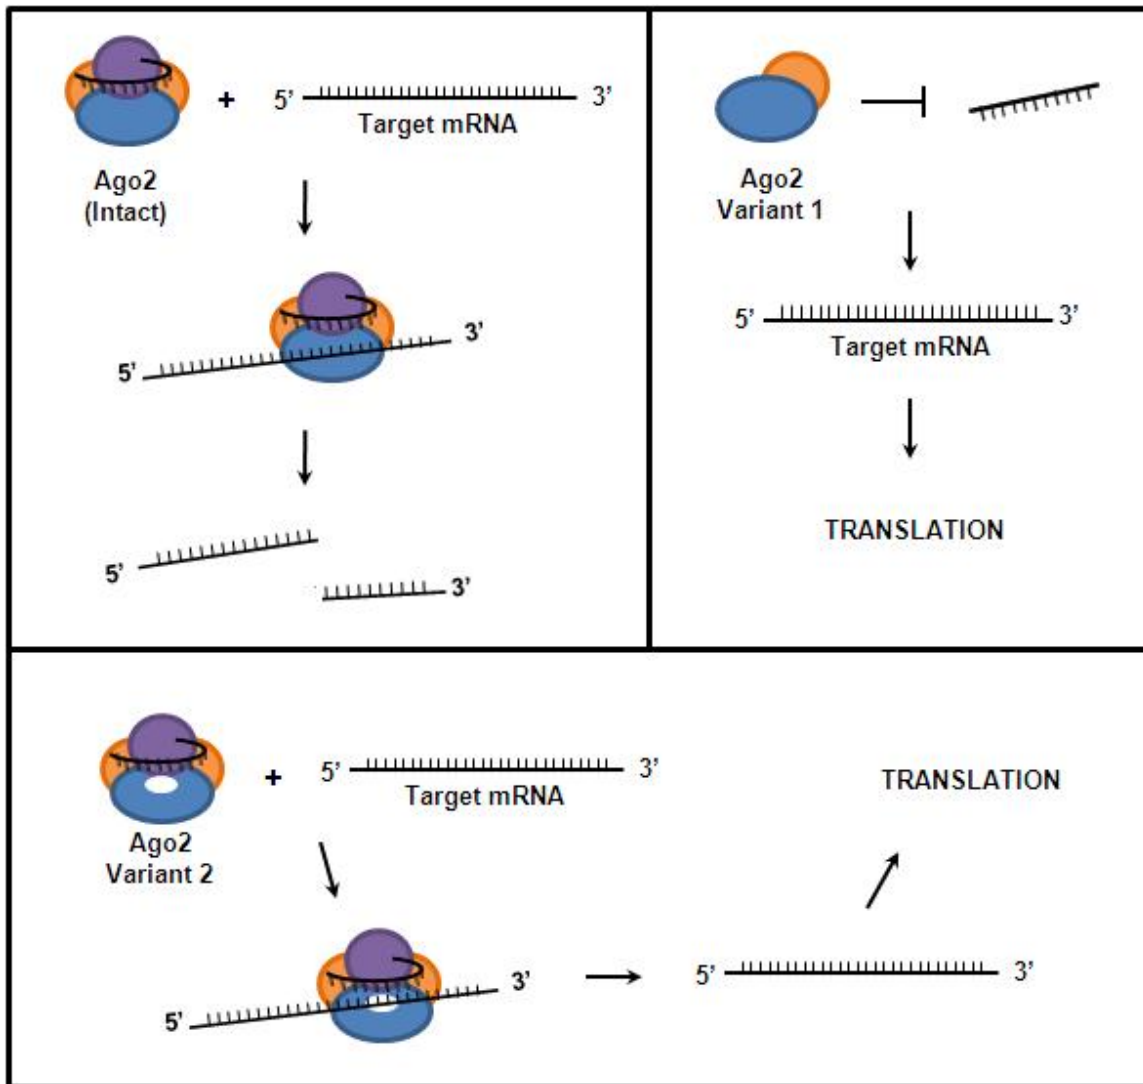 + 5’ 3’
Target mRNA
Ago2
(Intact)
3’
5’
5’
3’
Ago2
Variant 1
5’ 3’
Target mRNA
TRANSLATION
+ 5’ 3’
Target mRNA
Ago2
Variant 2
3’
5’
5’ 3’
TRANSLATION